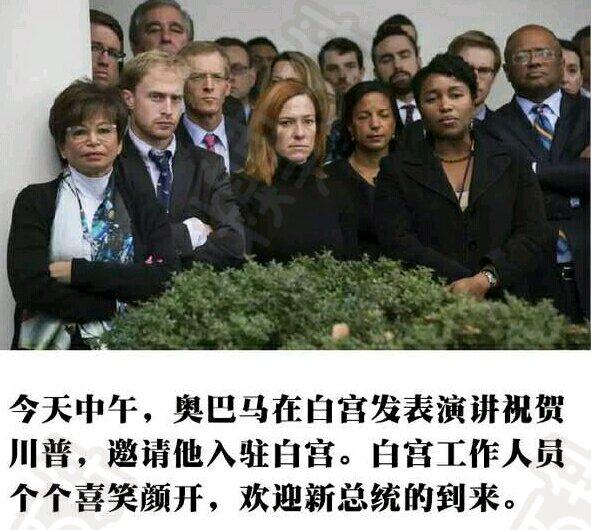 今天中午，奥巴马在白宫发表演讲祝贺
川普，邀请他入驻白宫。白宫工作人员
个个喜笑颜开，欢迎新总统的到来。